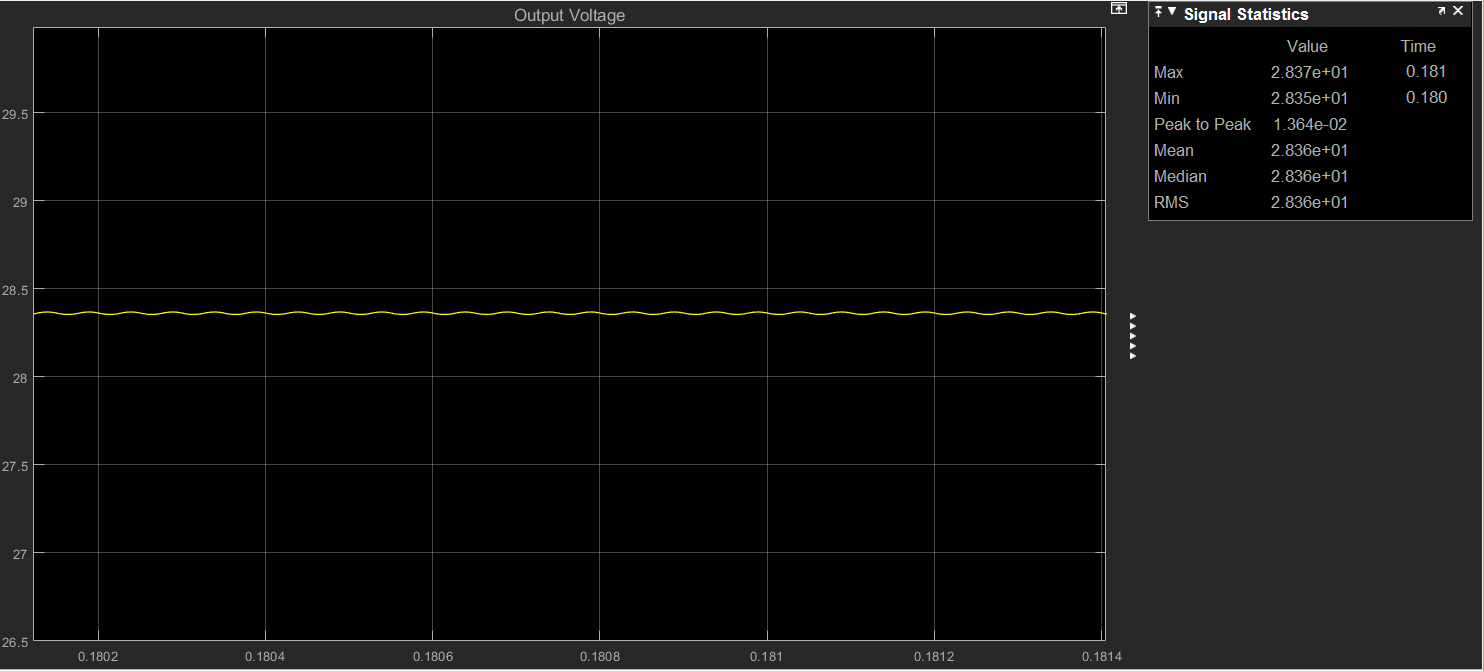 Output Voltage
29.5
29
28.5
28
27.5
27
26.5
0.1802 0.1804 0.1806 0.1808 0.181 0.1812 0.1814
Signal Statistics
Value Time
Max 2.837e+01 0.181
Min 2.835e+01 0.180
Peak to Peak 1.364e-02
Mean 2.836e+01
Median 2.836e+01
RMS 2.836e+01